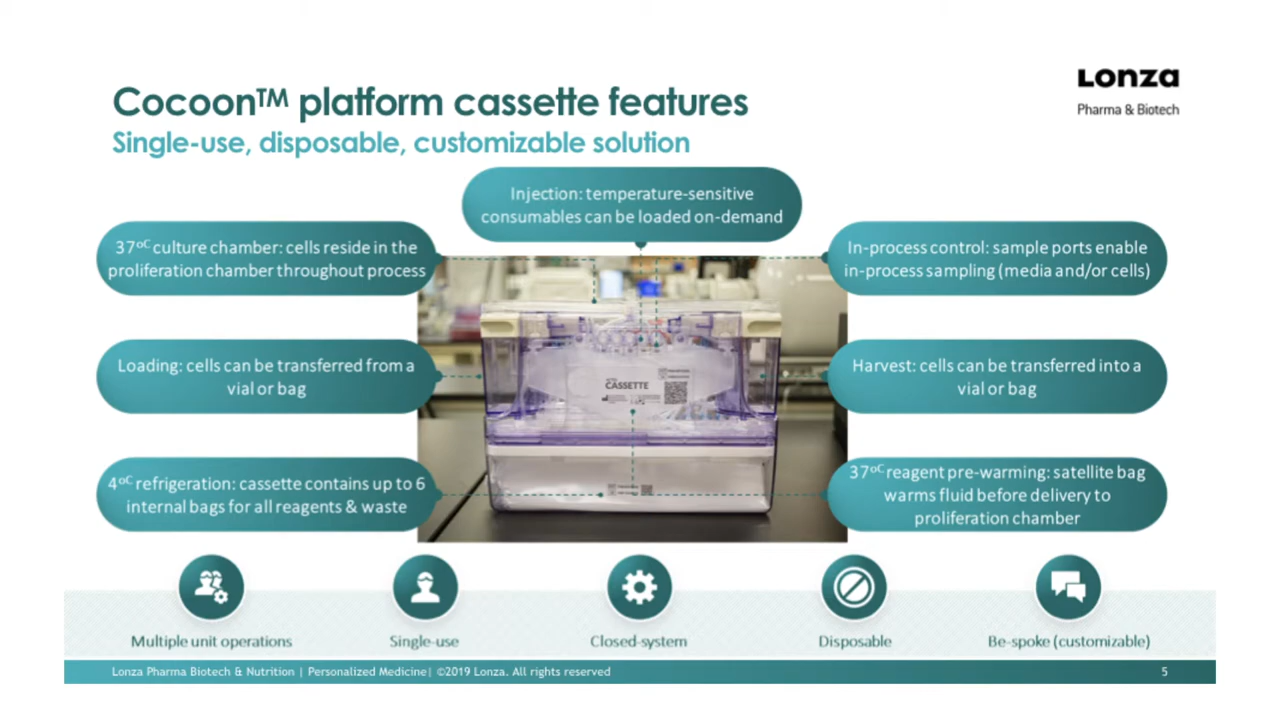 Lonza
Pharma & Biotech
Cocoon™ platform cassette features
Single-use, disposable, customizable solution
Injection: temperature-sensitive
consumables can be loaded on-demand
37ºC culture chamber: cells reside in the
proliferation chamber throughout process
In-process control: sample ports enable
in-process sampling (media and/or cells)
Loading: cells can be transferred from a
vial or bag
Harvest: cells can be transferred into a
vial or bag
CASSETTE
4ºC refrigeration: cassette contains up to 6
internal bags for all reagents & waste
37ºC reagent pre-warming: satellite bag
warms fluid before delivery to
proliferation chamber
Multiple unit operations
Single-use
Closed-system
Disposable
Be-spoke (customizable)
Lonza Pharma Biotech & Nutrition | Personalized Medicine| ©2019 Lonza. All rights reserved
5